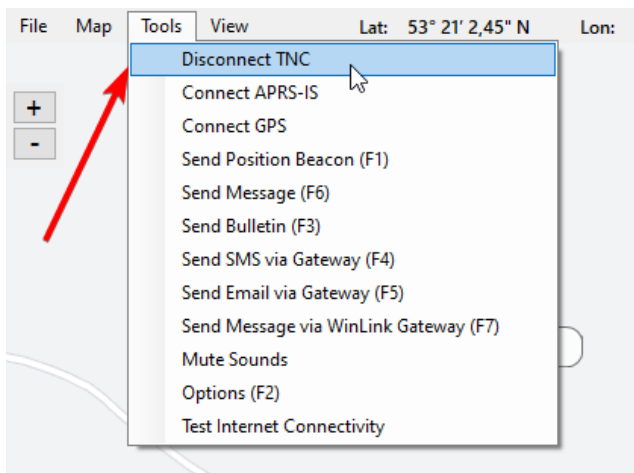 File Map Tools View Lat: 53° 21' 2,45" N Lon:
Disconnect TNC
+
Connect APRS-IS
Connect GPS
-
Send Position Beacon (F1)
Send Message (F6)
Send Bulletin (F3)
Send SMS via Gateway (F4)
Send Email via Gateway (F5)
Send Message via WinLink Gateway (F7)
Mute Sounds
Options (F2)
Test Internet Connectivity